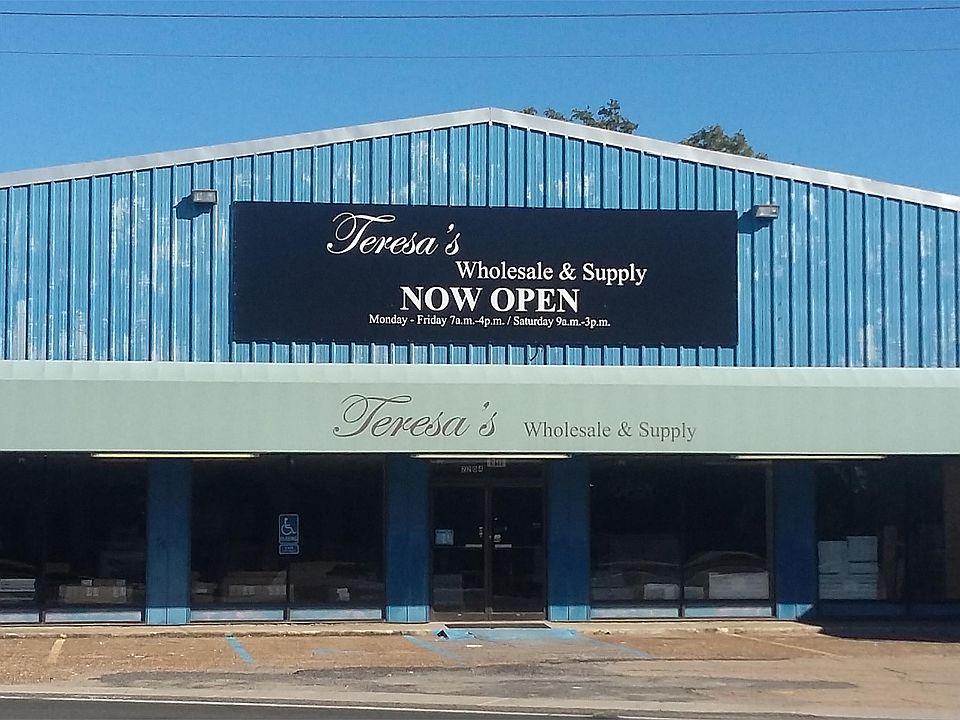 Teresa's
Wholesale & Supply
NOW OPEN
Monday - Friday 7a.m.-4p.m. / Saturday 9a.m.-3p.m.
Teresa's Wholesale & Supply